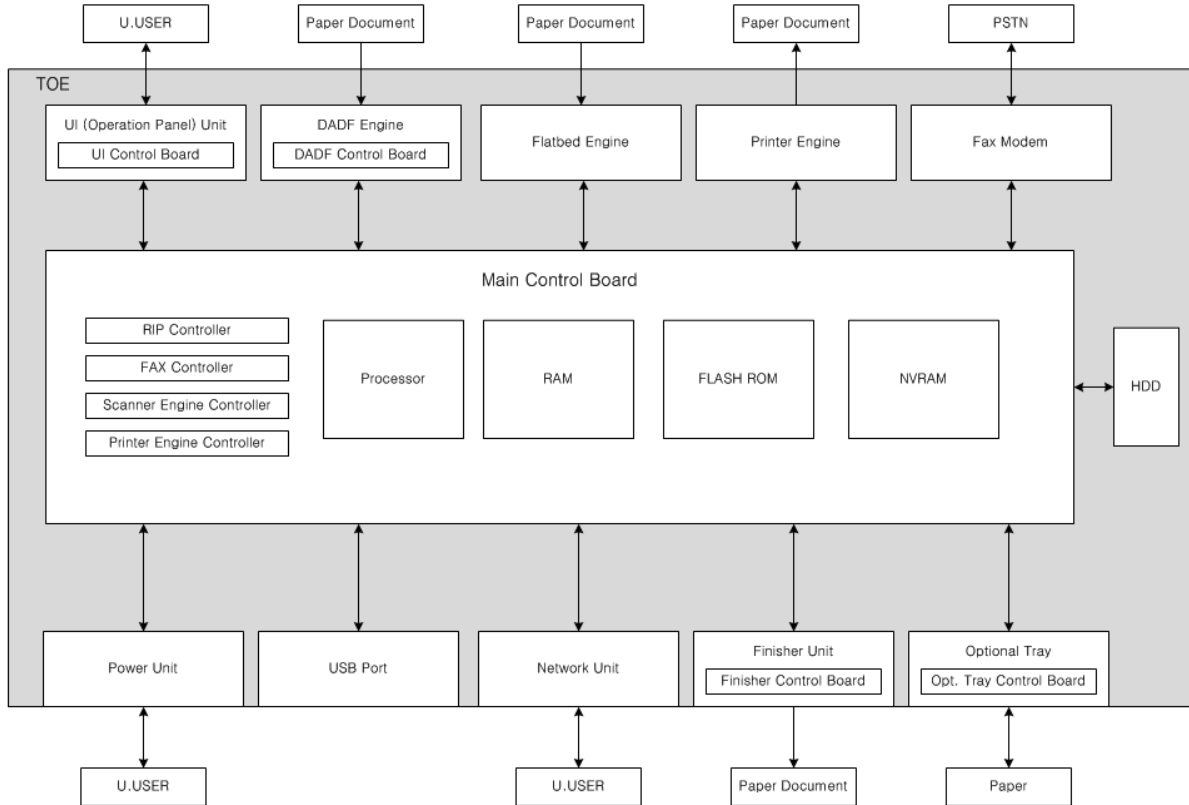 U.USER
Paper Document
Paper Document
Paper Document
PSTN
TOE
UI (Operation Panel) Unit
UI Control Board
DADF Engine
DADF Control Board
Flatbed Engine
Printer Engine
Fax Modem
Main Control Board
RIP Controller
FAX Controller
Scanner Engine Controller
Printer Engine Controller
Processor
RAM
FLASH ROM
NVRAM
HDD
Power Unit
USB Port
Network Unit
Finisher Unit
Finisher Control Board
Optional Tray
Opt. Tray Control Board
U.USER
U.USER
Paper Document
Paper